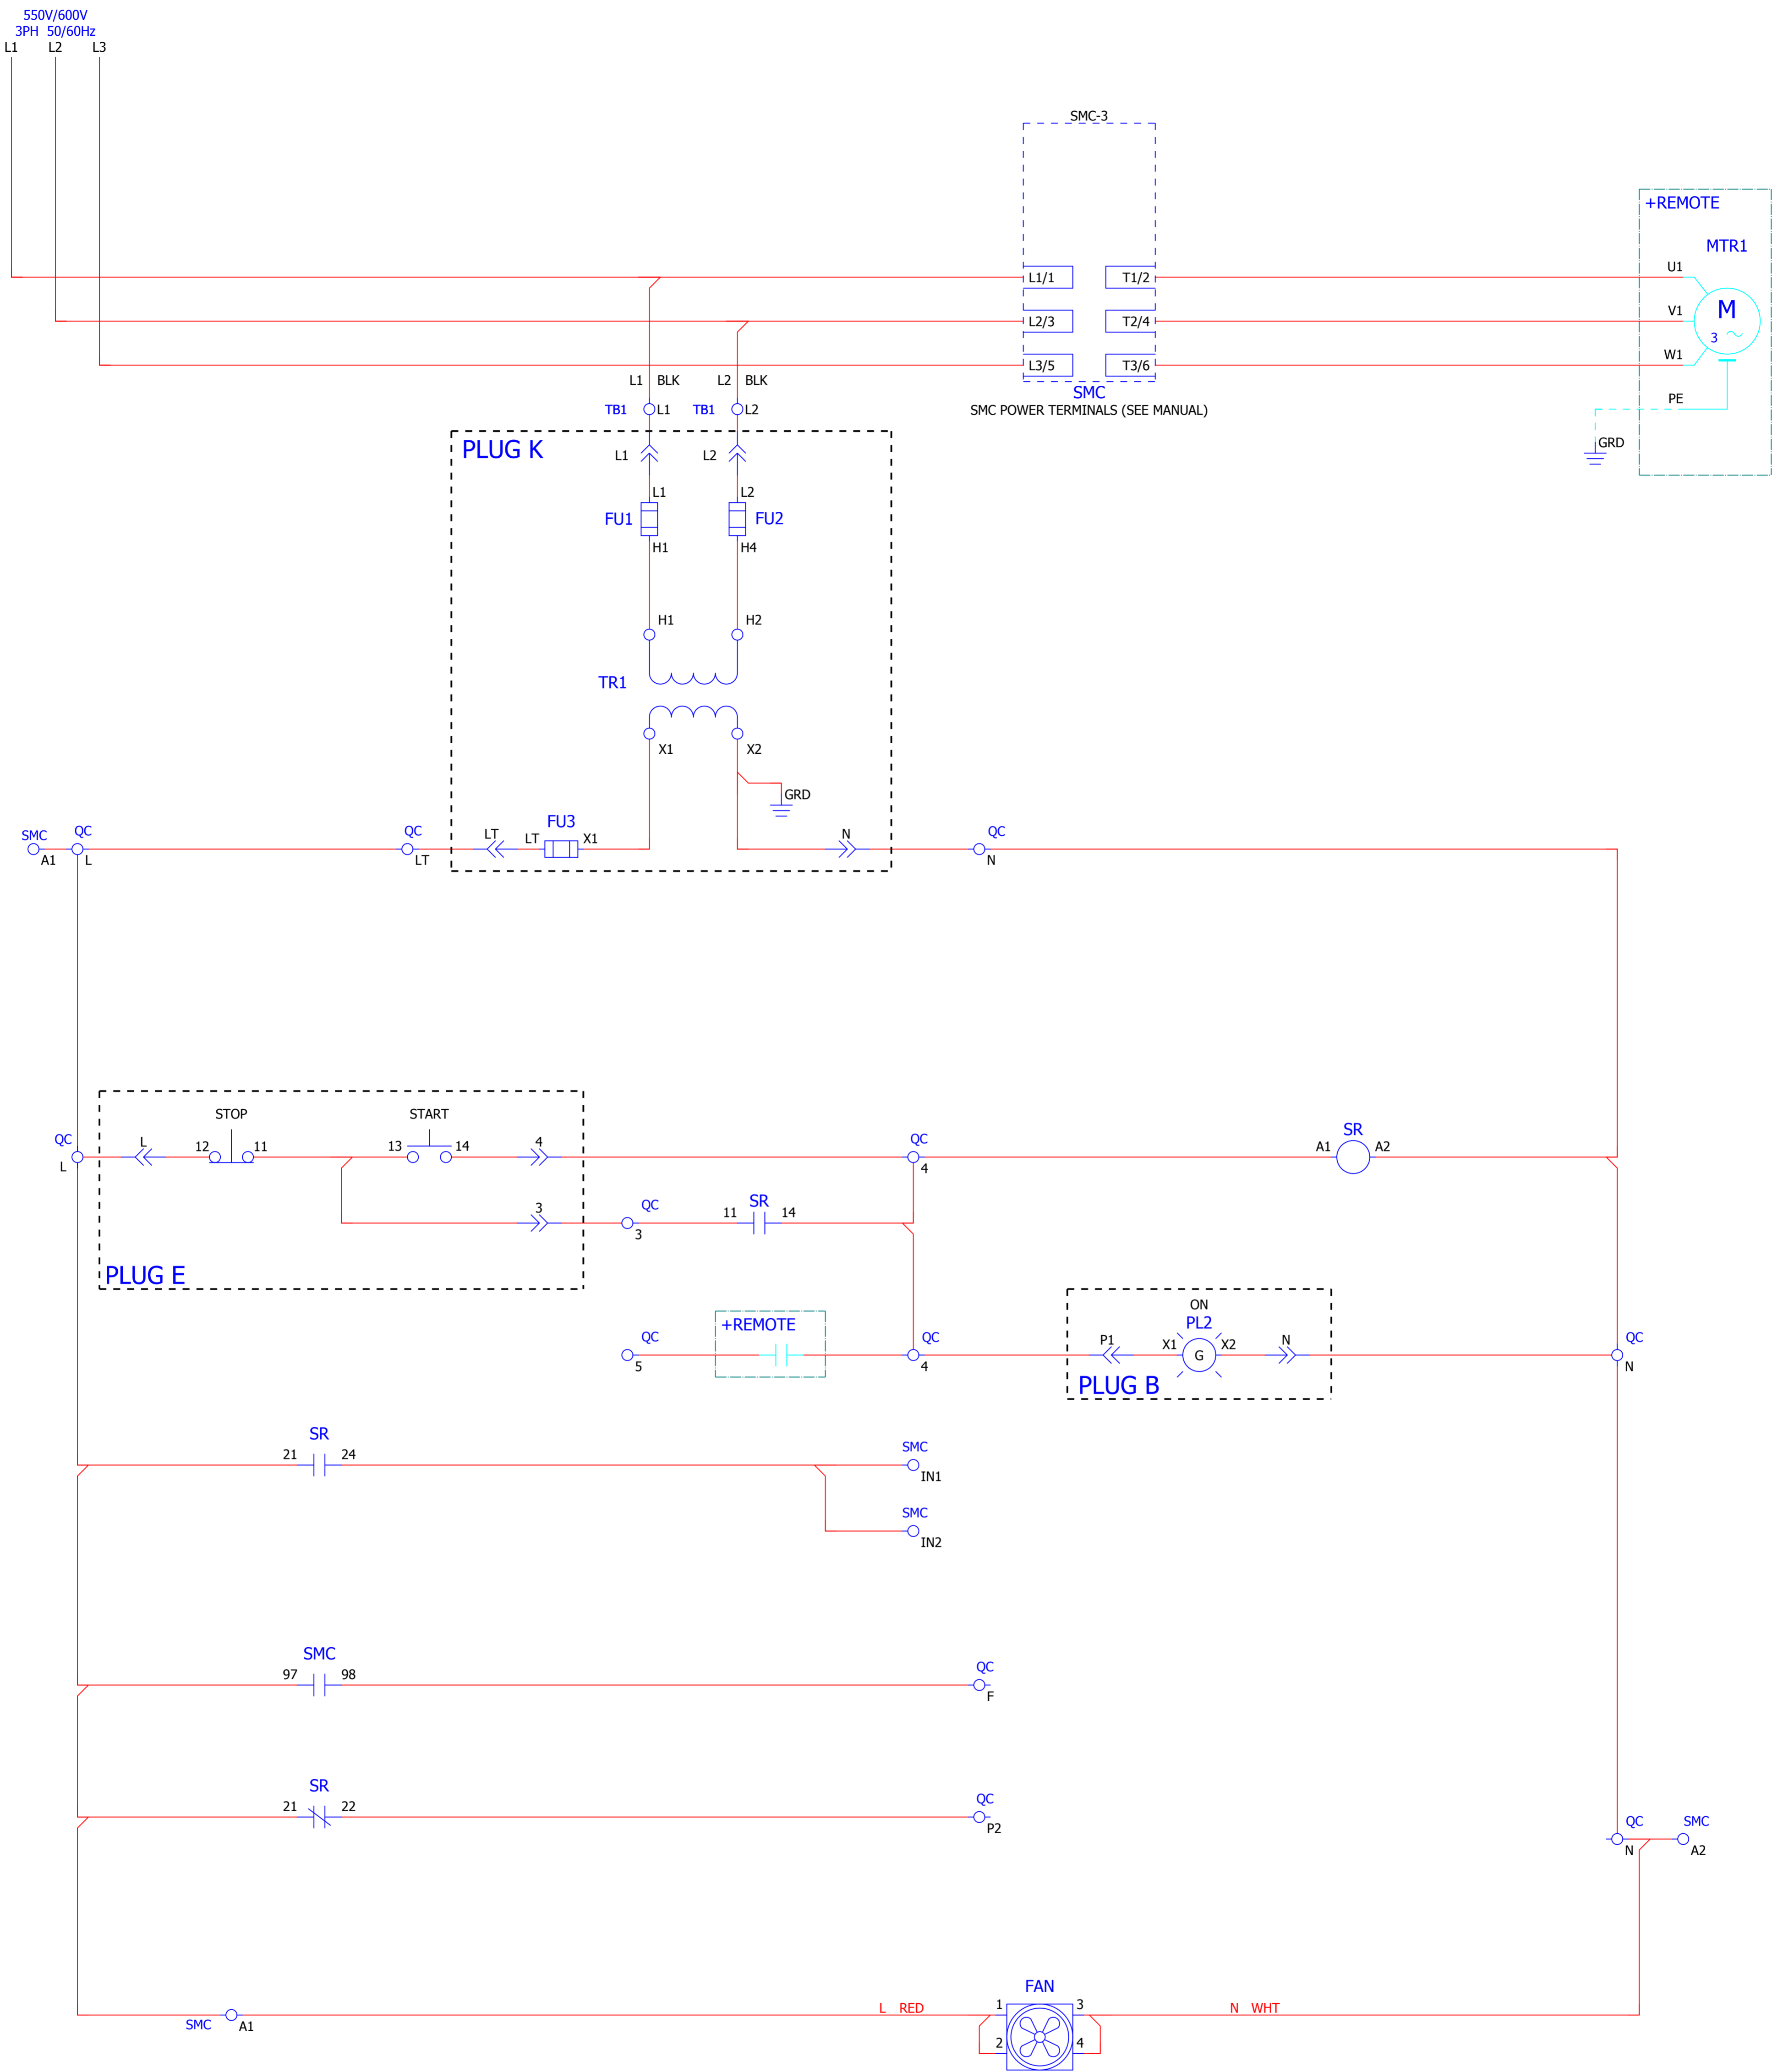 550V/600V
3PH 50/60Hz
L1 L2 L3
SMC-3
+REMOTE
MTR1
L1/1 T1/2 U1
L2/3 T2/4 V1
M
3
L3/5 T3/6 W1
L1 BLK L2 BLK
SMC
SMC POWER TERMINALS (SEE MANUAL)
TB1 L1 TB1 L2
PE
GRD
PLUG K
L1 L2
L1 L2
FU1 FU2
H1 H4
H1 H2
TR1
X1 X2
GRD
FU3
SMC QC QC LT LT X1 N QC
A1 L LT N
STOP START
QC L 12 11 13 14 4 QC A1 SR A2
L 4
3 QC 11 SR 14
3
PLUG E
+REMOTE
ON
PL2
QC QC P1 X1 G X2 N QC
5 4 N
PLUG B
SR
21 24 SMC
IN1
SMC
IN2
SMC
97 98 QC
F
SR
21 22 QC
P2
QC SMC
N A2
FAN
L RED 1 3 N WHT
SMC A1
2 4